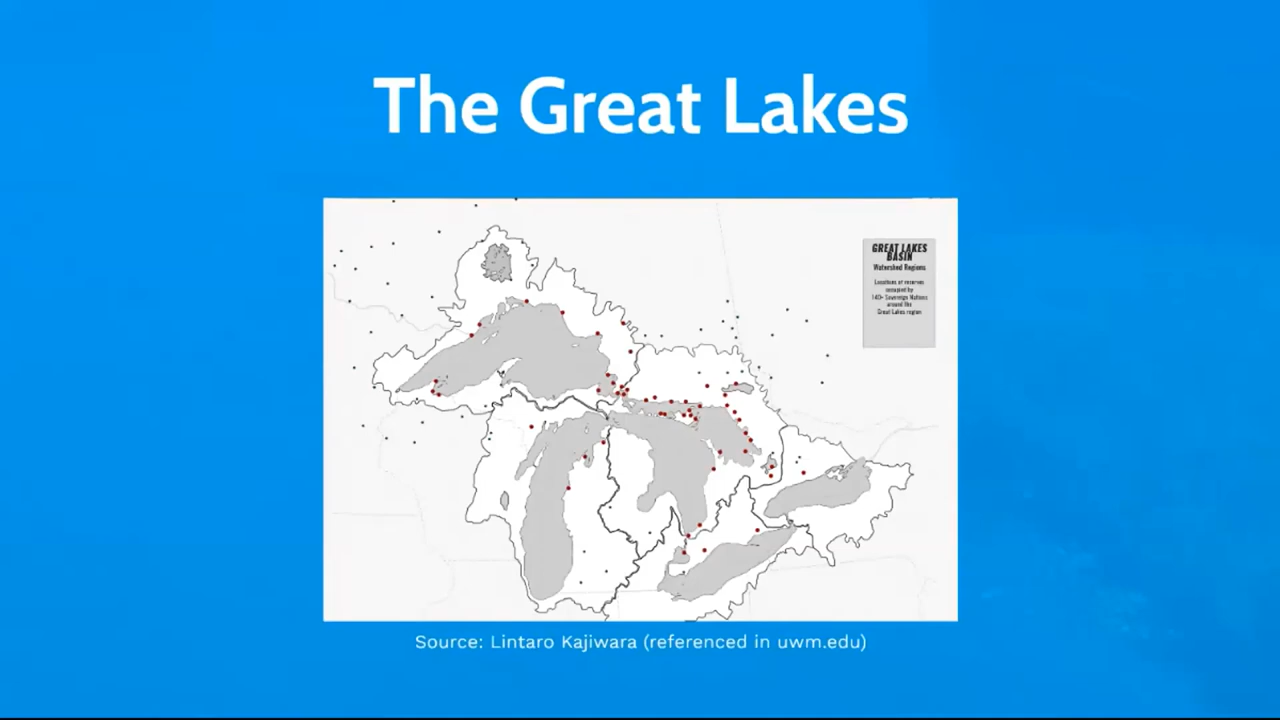 The Great Lakes
GREAT LAKES
BASIN
Watershed Regions
Locations of reserves
occupied by
140+ Sovereign Nations
around the
Great Lakes region
Source: Lintaro Kajiwara (referenced in uwm.edu)